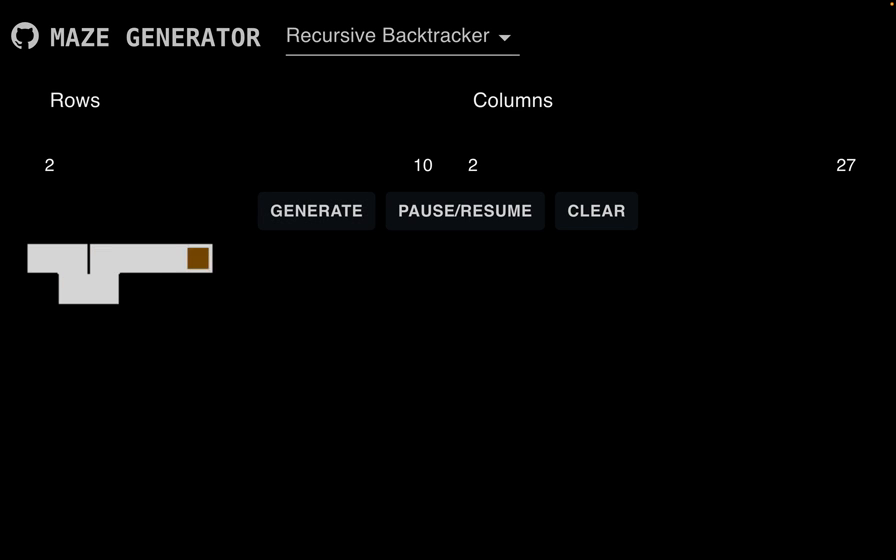 MAZE GENERATOR Recursive Backtracker
Rows Columns
2 10 2 27
GENERATE PAUSE/RESUME CLEAR